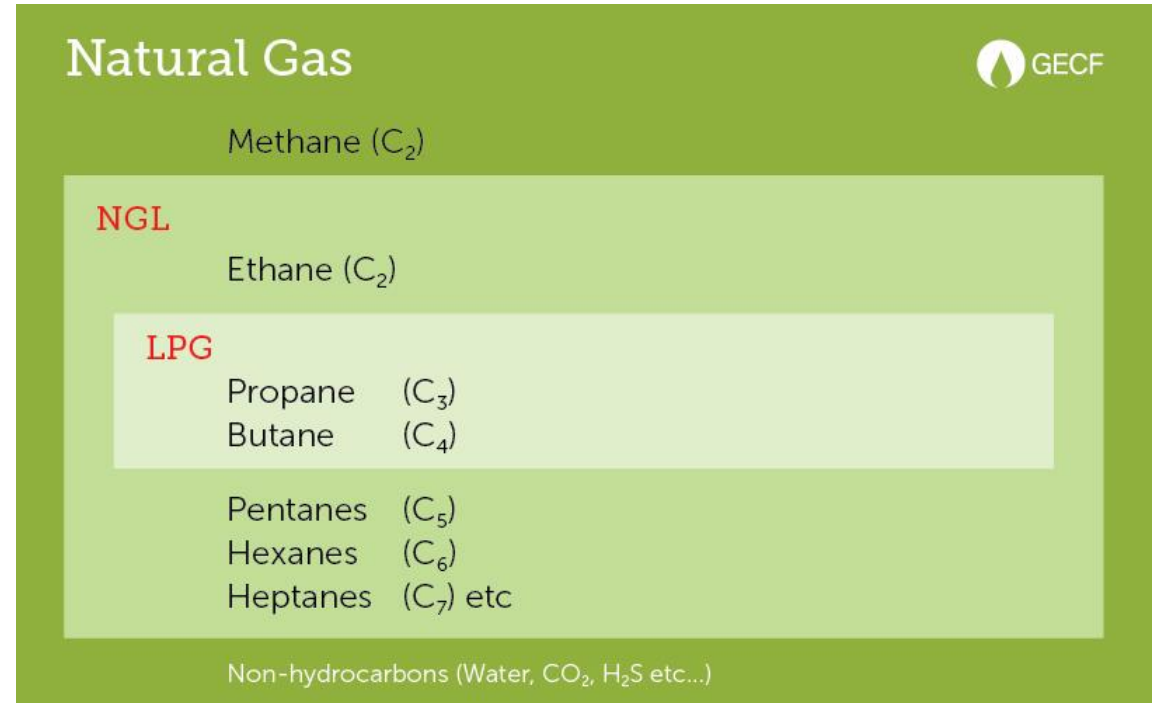 Natural Gas
GECF
Methane (C₂)
NGL
Ethane (C₂)
LPG
Propane (C₃)
Butane (C₄)
Pentanes (C₅)
Hexanes (C₆)
Heptanes (C₇) etc
Non-hydrocarbons (Water, CO₂, H₂S etc...)